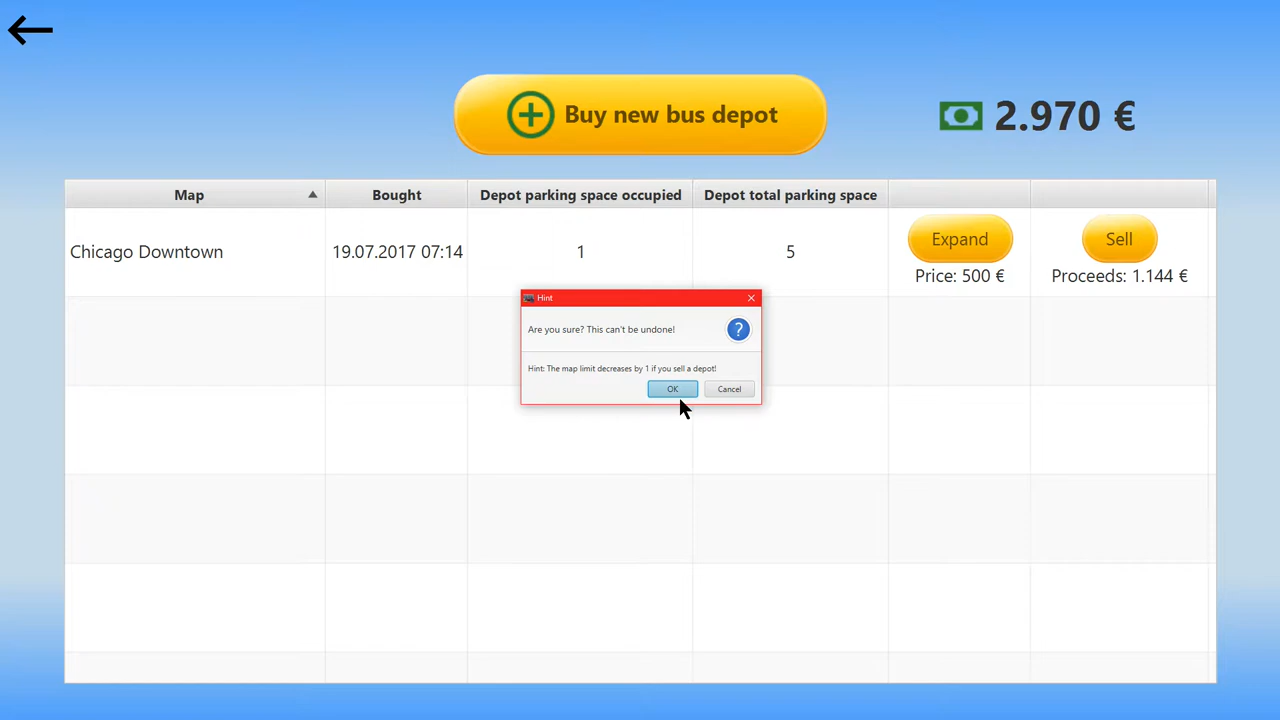 Buy new bus depot
2.970 €
Map
Bought
Depot parking space occupied
Depot total parking space
Chicago Downtown
19.07.2017 07:14
1
5
Expand
Price: 500 €
Sell
Proceeds: 1.144 €
Hint
Are you sure? This can't be undone!
?
Hint: The map limit decreases by 1 if you sell a depot!
OK
Cancel